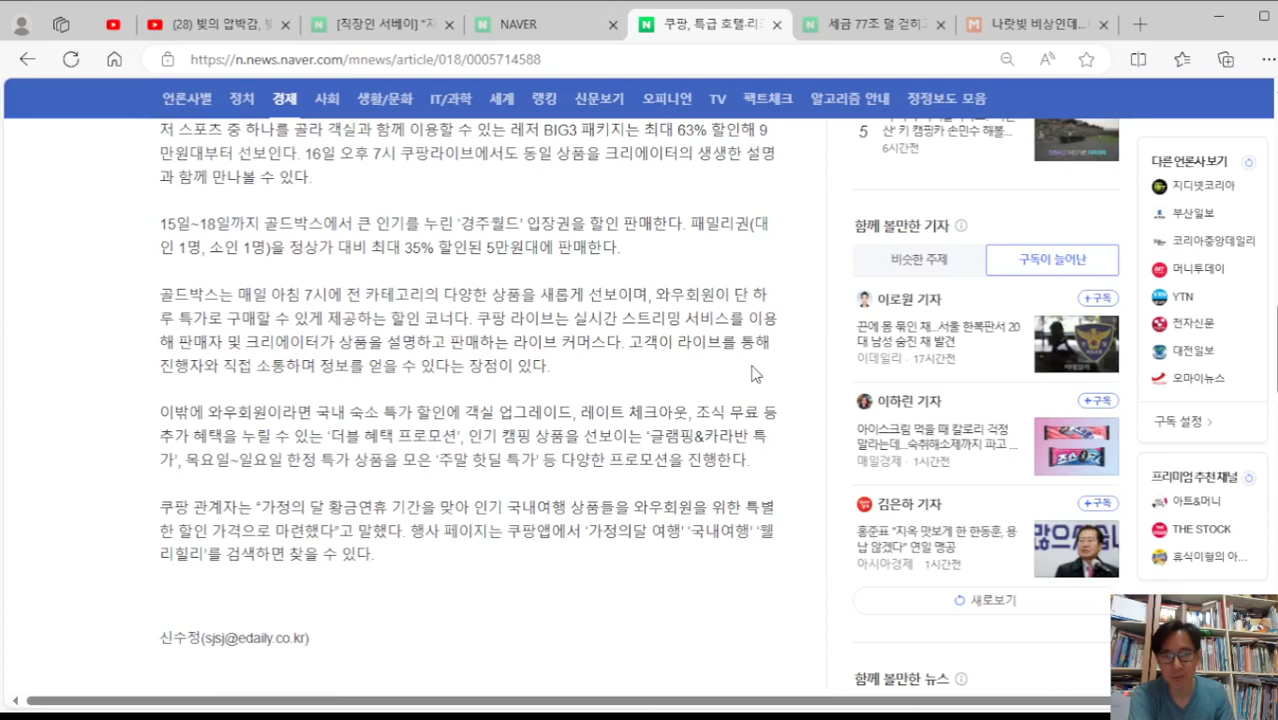 (28) 빚의 압박감, 빚
[직장인 서베이] "지
NAVER
쿠팡, 특급 호텔·리조
세금 77조 덜 걷히고
나랏빚 비상인데...
https://n.news.naver.com/mnews/article/018/0005714588
언론사별 정치 경제 사회 생활/문화 IT/과학 세계 랭킹 신문보기 오피니언 TV 팩트체크 알고리즘 안내 정정보도 모음
저 스포츠 중 하나를 골라 객실과 함께 이용할 수 있는 레저 BIG3 패키지는 최대 63% 할인해 9
만원대부터 선보인다. 16일 오후 7시 쿠팡라이브에서도 동일 상품을 크리에이터의 생생한 설명
과 함께 만나볼 수 있다.
15일~18일까지 골드박스에서 큰 인기를 누린 '경주월드' 입장권을 할인 판매한다. 패밀리권(대
인 1명, 소인 1명)을 정상가 대비 최대 35% 할인된 5만원대에 판매한다.
골드박스는 매일 아침 7시에 전 카테고리의 다양한 상품을 새롭게 선보이며, 와우회원이 단 하
루 특가로 구매할 수 있게 제공하는 할인 코너다. 쿠팡 라이브는 실시간 스트리밍 서비스를 이용
해 판매자 및 크리에이터가 상품을 설명하고 판매하는 라이브 커머스다. 고객이 라이브를 통해
진행자와 직접 소통하며 정보를 얻을 수 있다는 장점이 있다.
이밖에 와우회원이라면 국내 숙소 특가 할인에 객실 업그레이드, 레이트 체크아웃, 조식 무료 등
추가 혜택을 누릴 수 있는 '더블 혜택 프로모션', 인기 캠핑 상품을 선보이는 '글램핑&카라반 특
가', 목요일~일요일 한정 특가 상품을 모은 '주말 핫딜 특가' 등 다양한 프로모션을 진행한다.
쿠팡 관계자는 "가정의 달 황금연휴 기간을 맞아 인기 국내여행 상품들을 와우회원을 위한 특별
한 할인 가격으로 마련했다"고 말했다. 행사 페이지는 쿠팡앱에서 '가정의달 여행' '국내여행' '웰
리힐리'를 검색하면 찾을 수 있다.
신수정(sjsj@edaily.co.kr)
5
산' 키 캠핑카 손민수 해볼...
6시간전
함께 볼만한 기자
비슷한 주제
구독이 늘어난
이로원 기자
+구독
끈에 몸 묶인 채...서울 한복판서 20
대 남성 숨진 채 발견
이데일리 · 17시간전
이하린 기자
+구독
아이스크림 먹을 때 칼로리 걱정
말라는데...숙취해소제까지 파고 ...
매일경제 · 1시간전
김은하 기자
+구독
홍준표 "지옥 맛보게 한 한동훈, 용
납 않겠다" 연일 맹공
아시아경제 · 1시간전
새로보기
함께 볼만한 뉴스
다른 언론사 보기
지디넷코리아
부산일보
코리아중앙데일리
머니투데이
YTN
전자신문
대전일보
오마이뉴스
구독 설정 >
프리미엄 추천 채널
아트&머니
THE STOCK
휴식이형의 아...